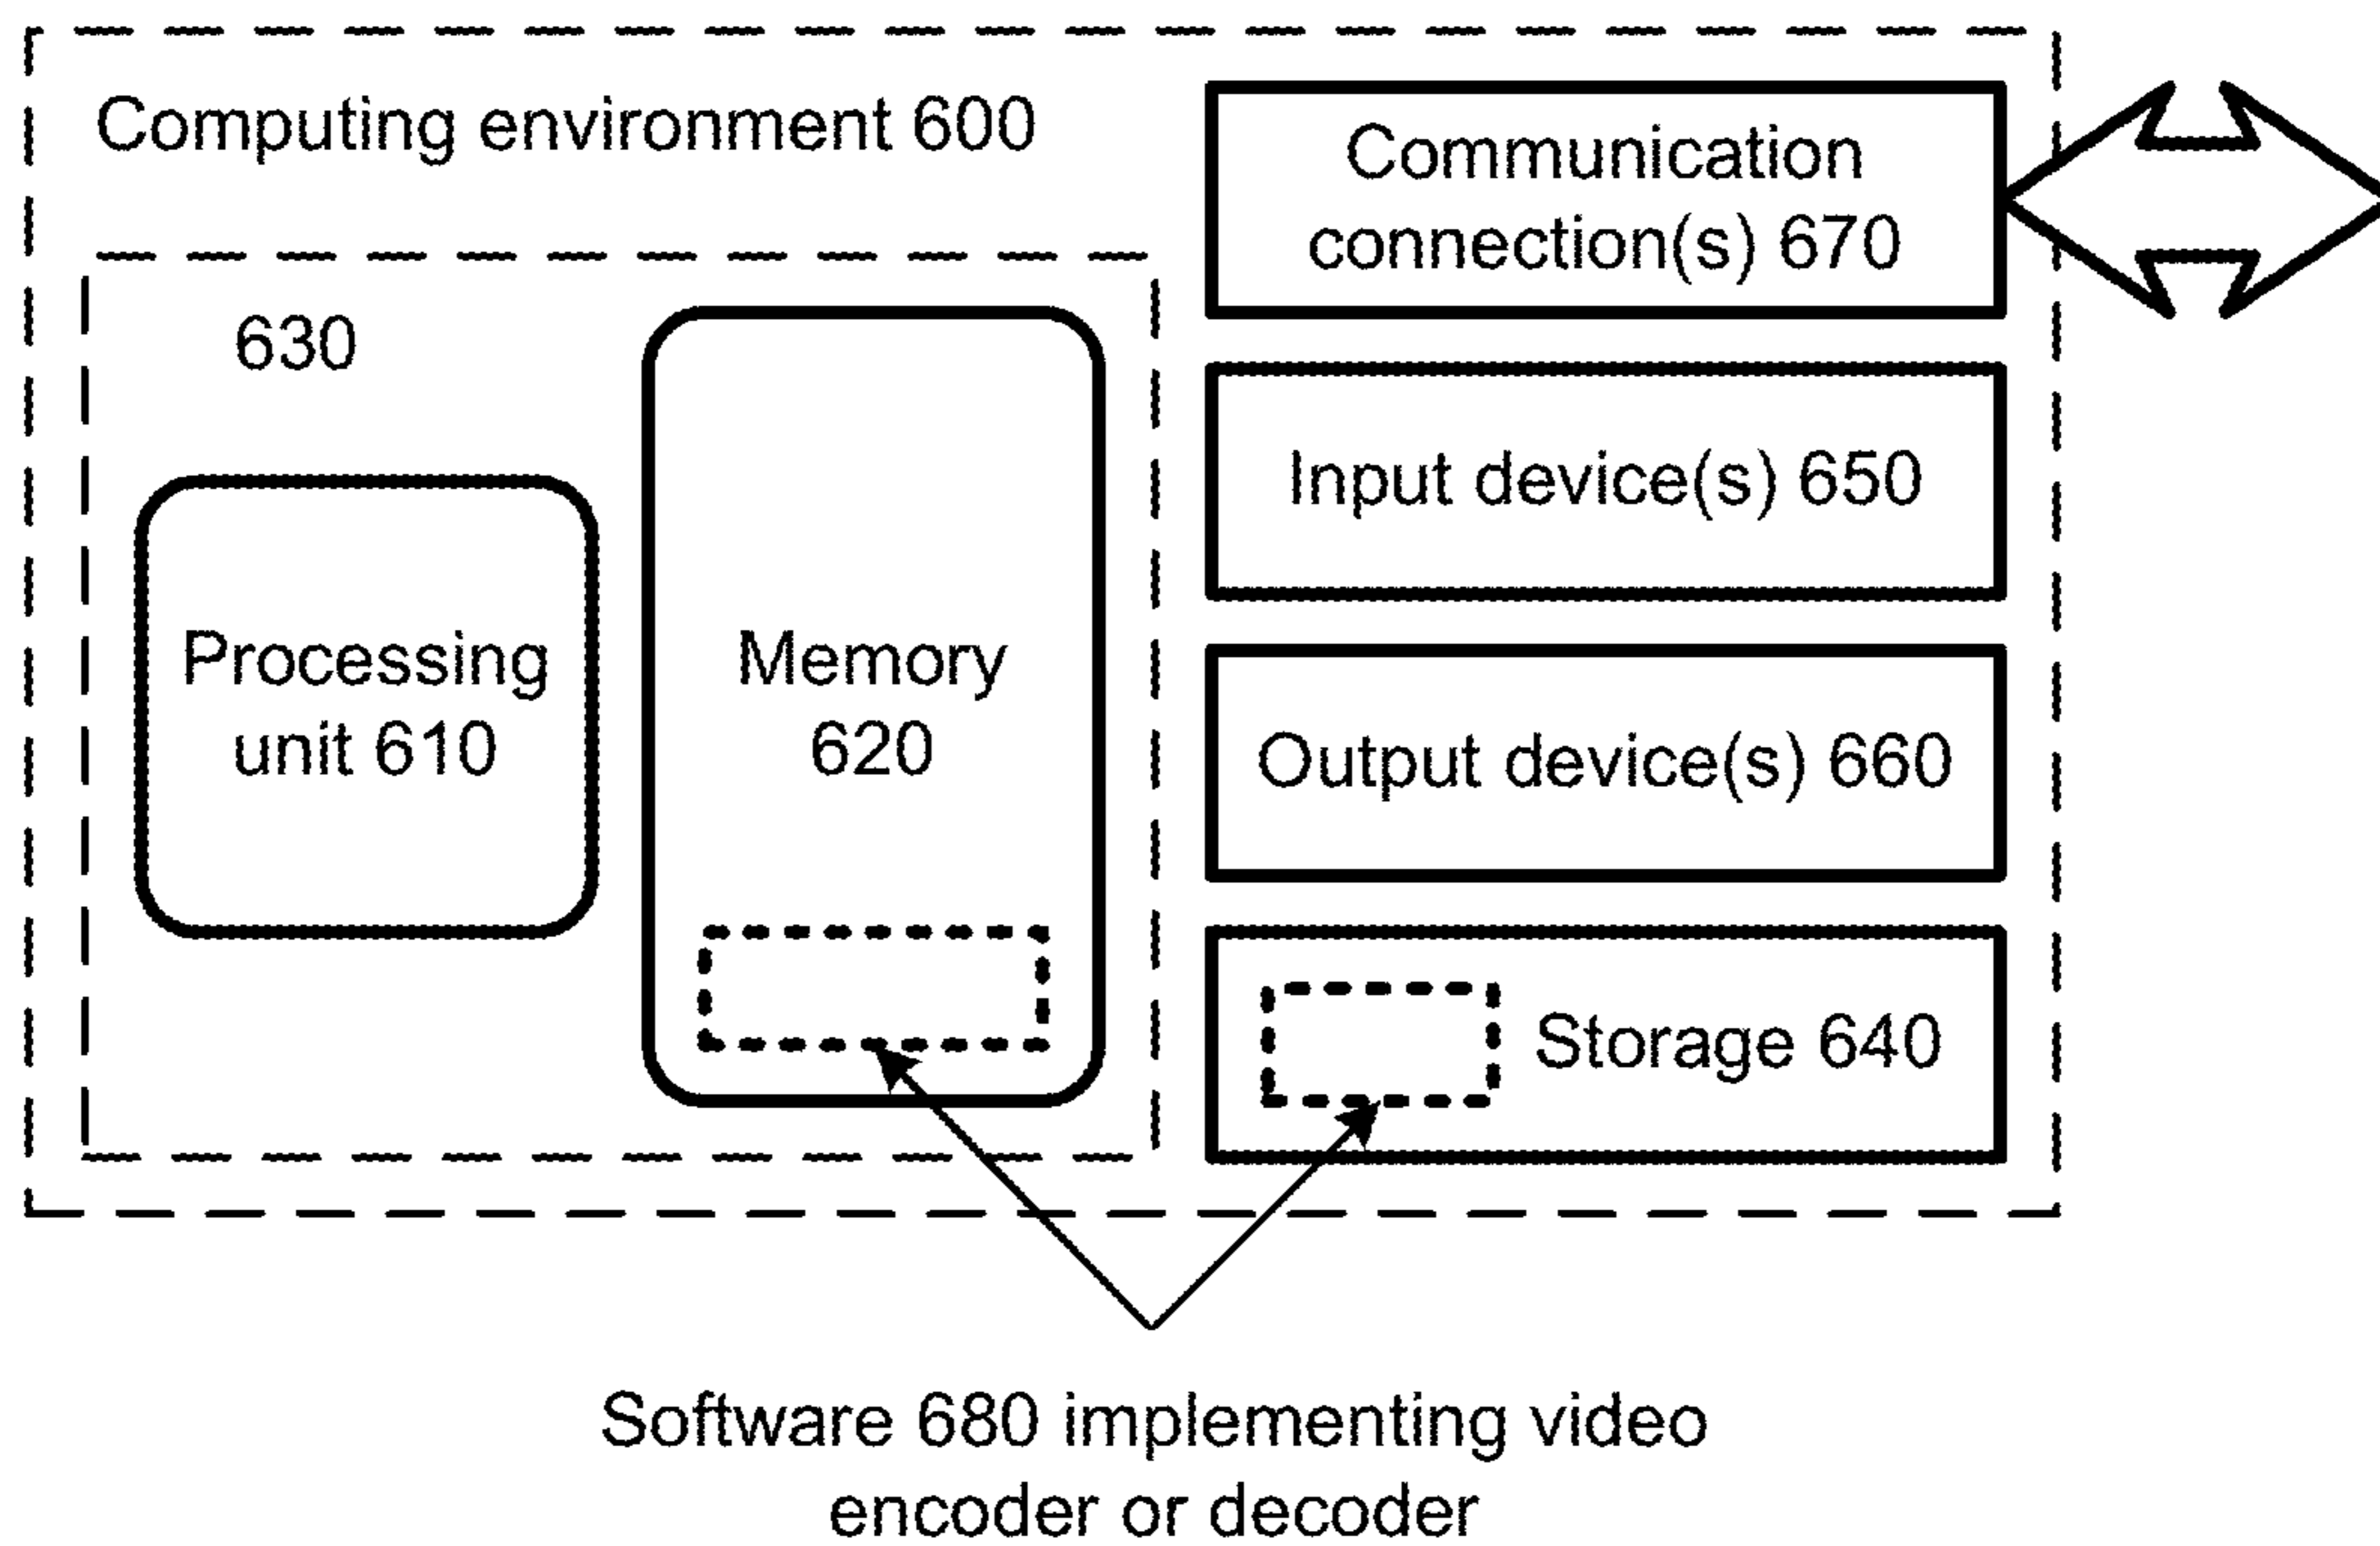 Computing environment 600
630
Processing
unit 610
Memory
620
Communication
connection(s) 670
Input device(s) 650
Output device(s) 660
Storage 640
Software 680 implementing video
encoder or decoder